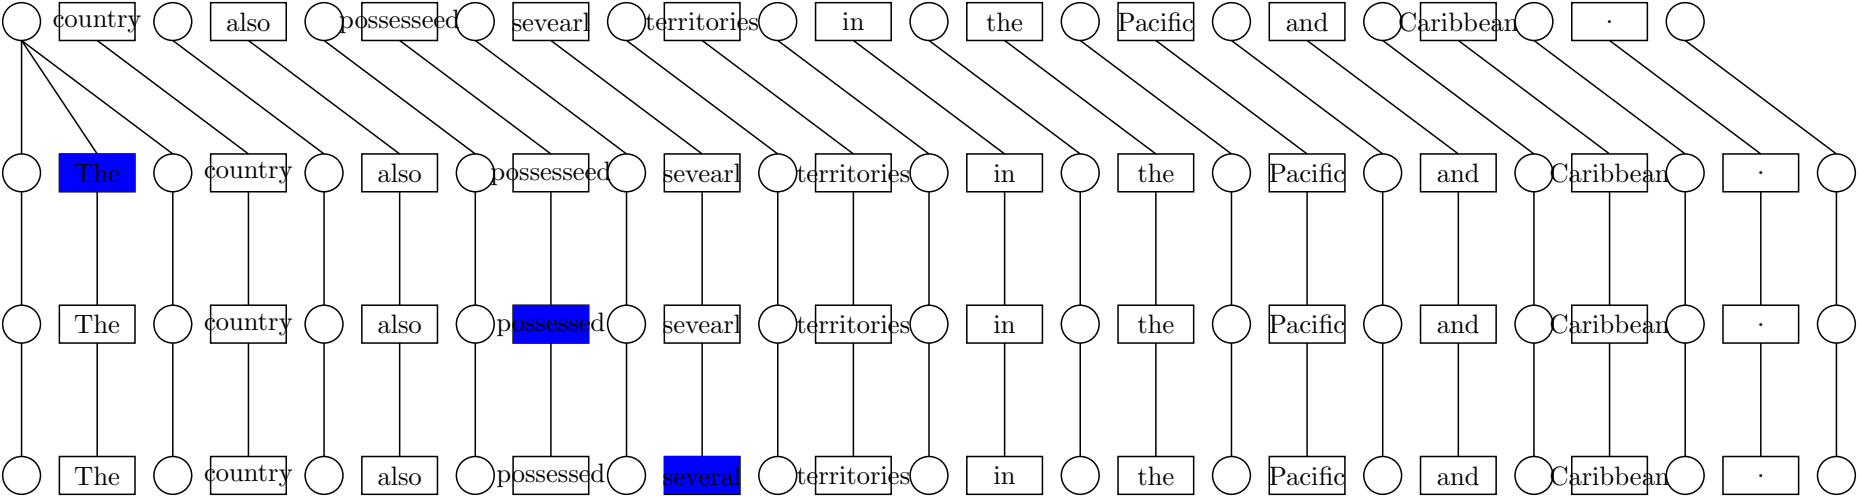 country also possesseed sevearl territories in the Pacific and Caribbean .
The country also possesseed sevearl territories in the Pacific and Caribbean .
The country also possessed sevearl territories in the Pacific and Caribbean .
The country also possessed several territories in the Pacific and Caribbean .